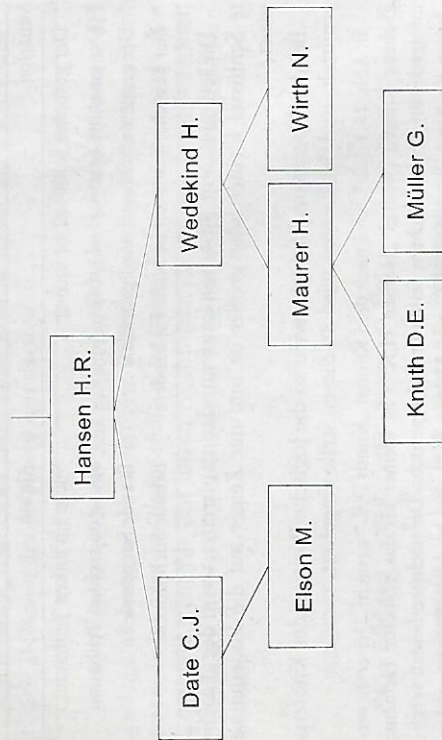 Hansen H.R.
Date C.J.
Wedekind H.
Elson M.
Maurer H.
Wirth N.
Knuth D.E.
Müller G.